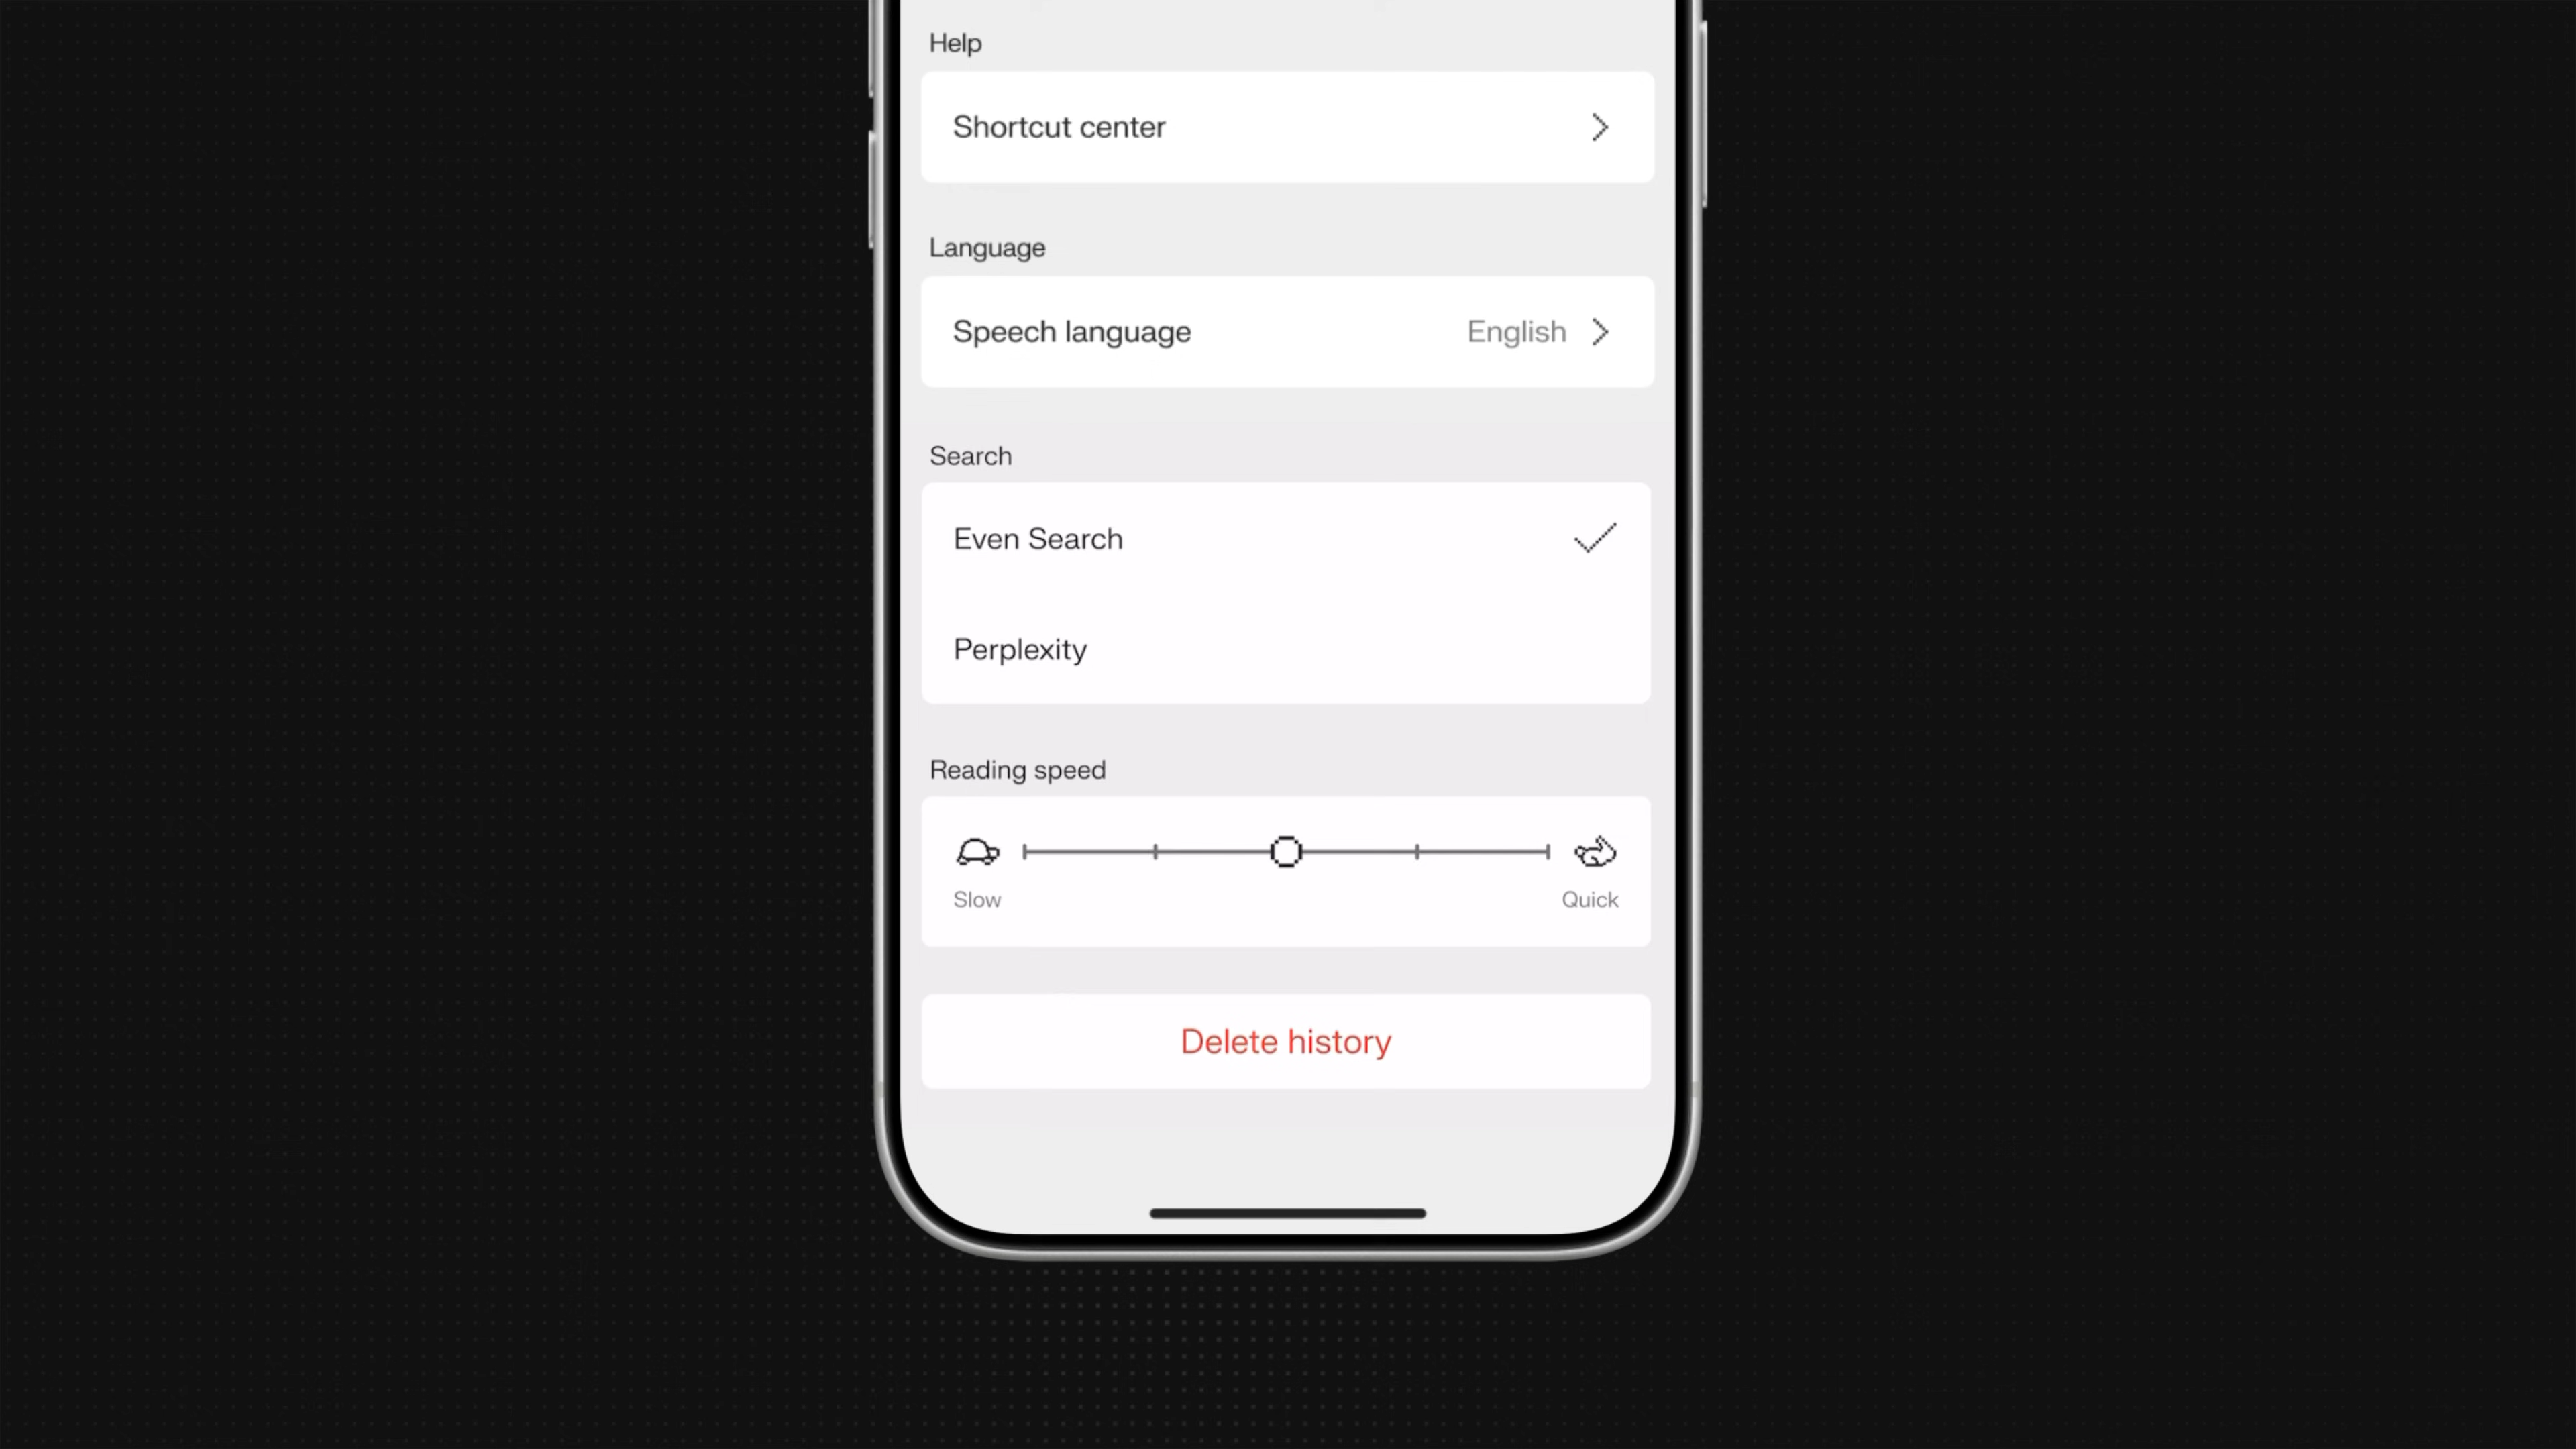 Help
Shortcut center
Language
Speech language English
Search
Even Search
Perplexity
Reading speed
Slow Quick
Delete history